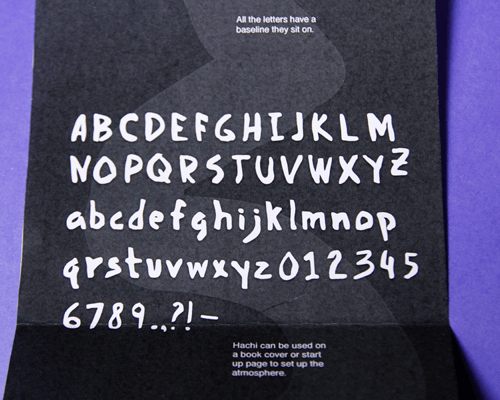 All the letters have a
baseline they sit on.
ABCDEFGHIJKLM
NOPQRSTUVWXYZ
abcdefghijklmnop
qrstuvwxyz012345
6789.,?!-
Hachi can be used on
a book cover or start
up page to set up the
atmosphere.